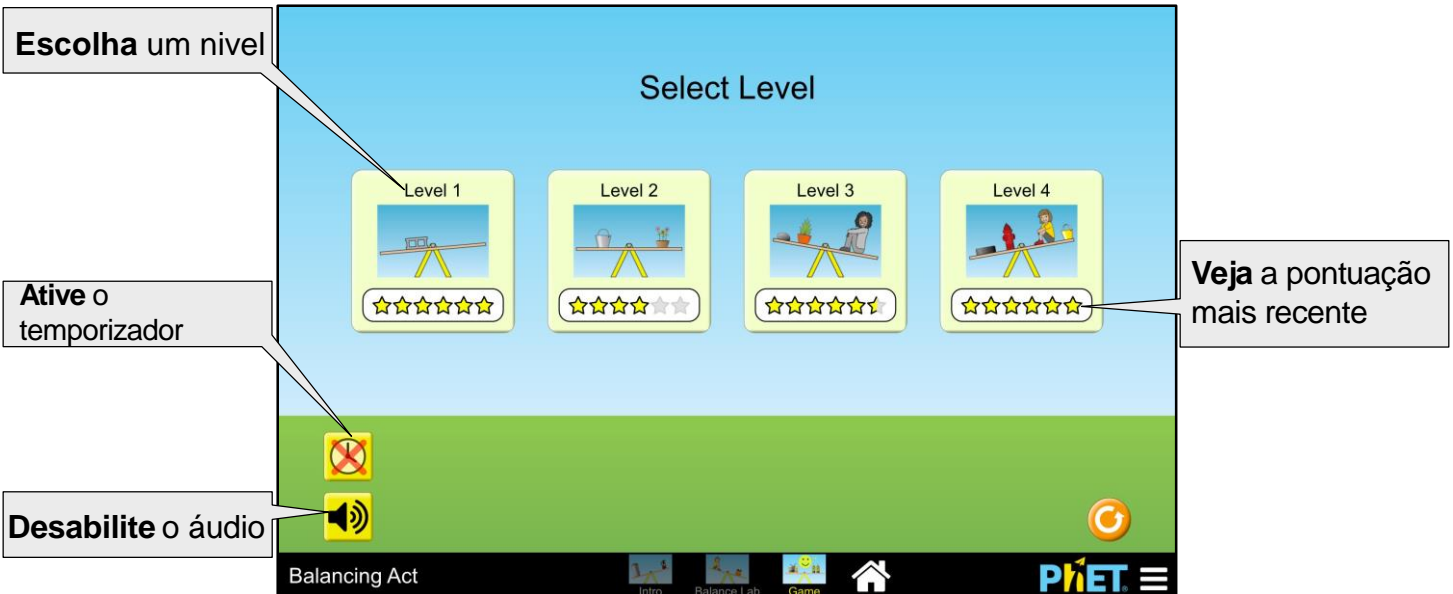 Escolha um nivel
Select Level
Level 1
Level 2
Level 3
Level 4
Veja a pontuação
mais recente
Ative o
temporizador
Desabilite o áudio
Balancing Act
Intro
Balance Lab
Game
PhET